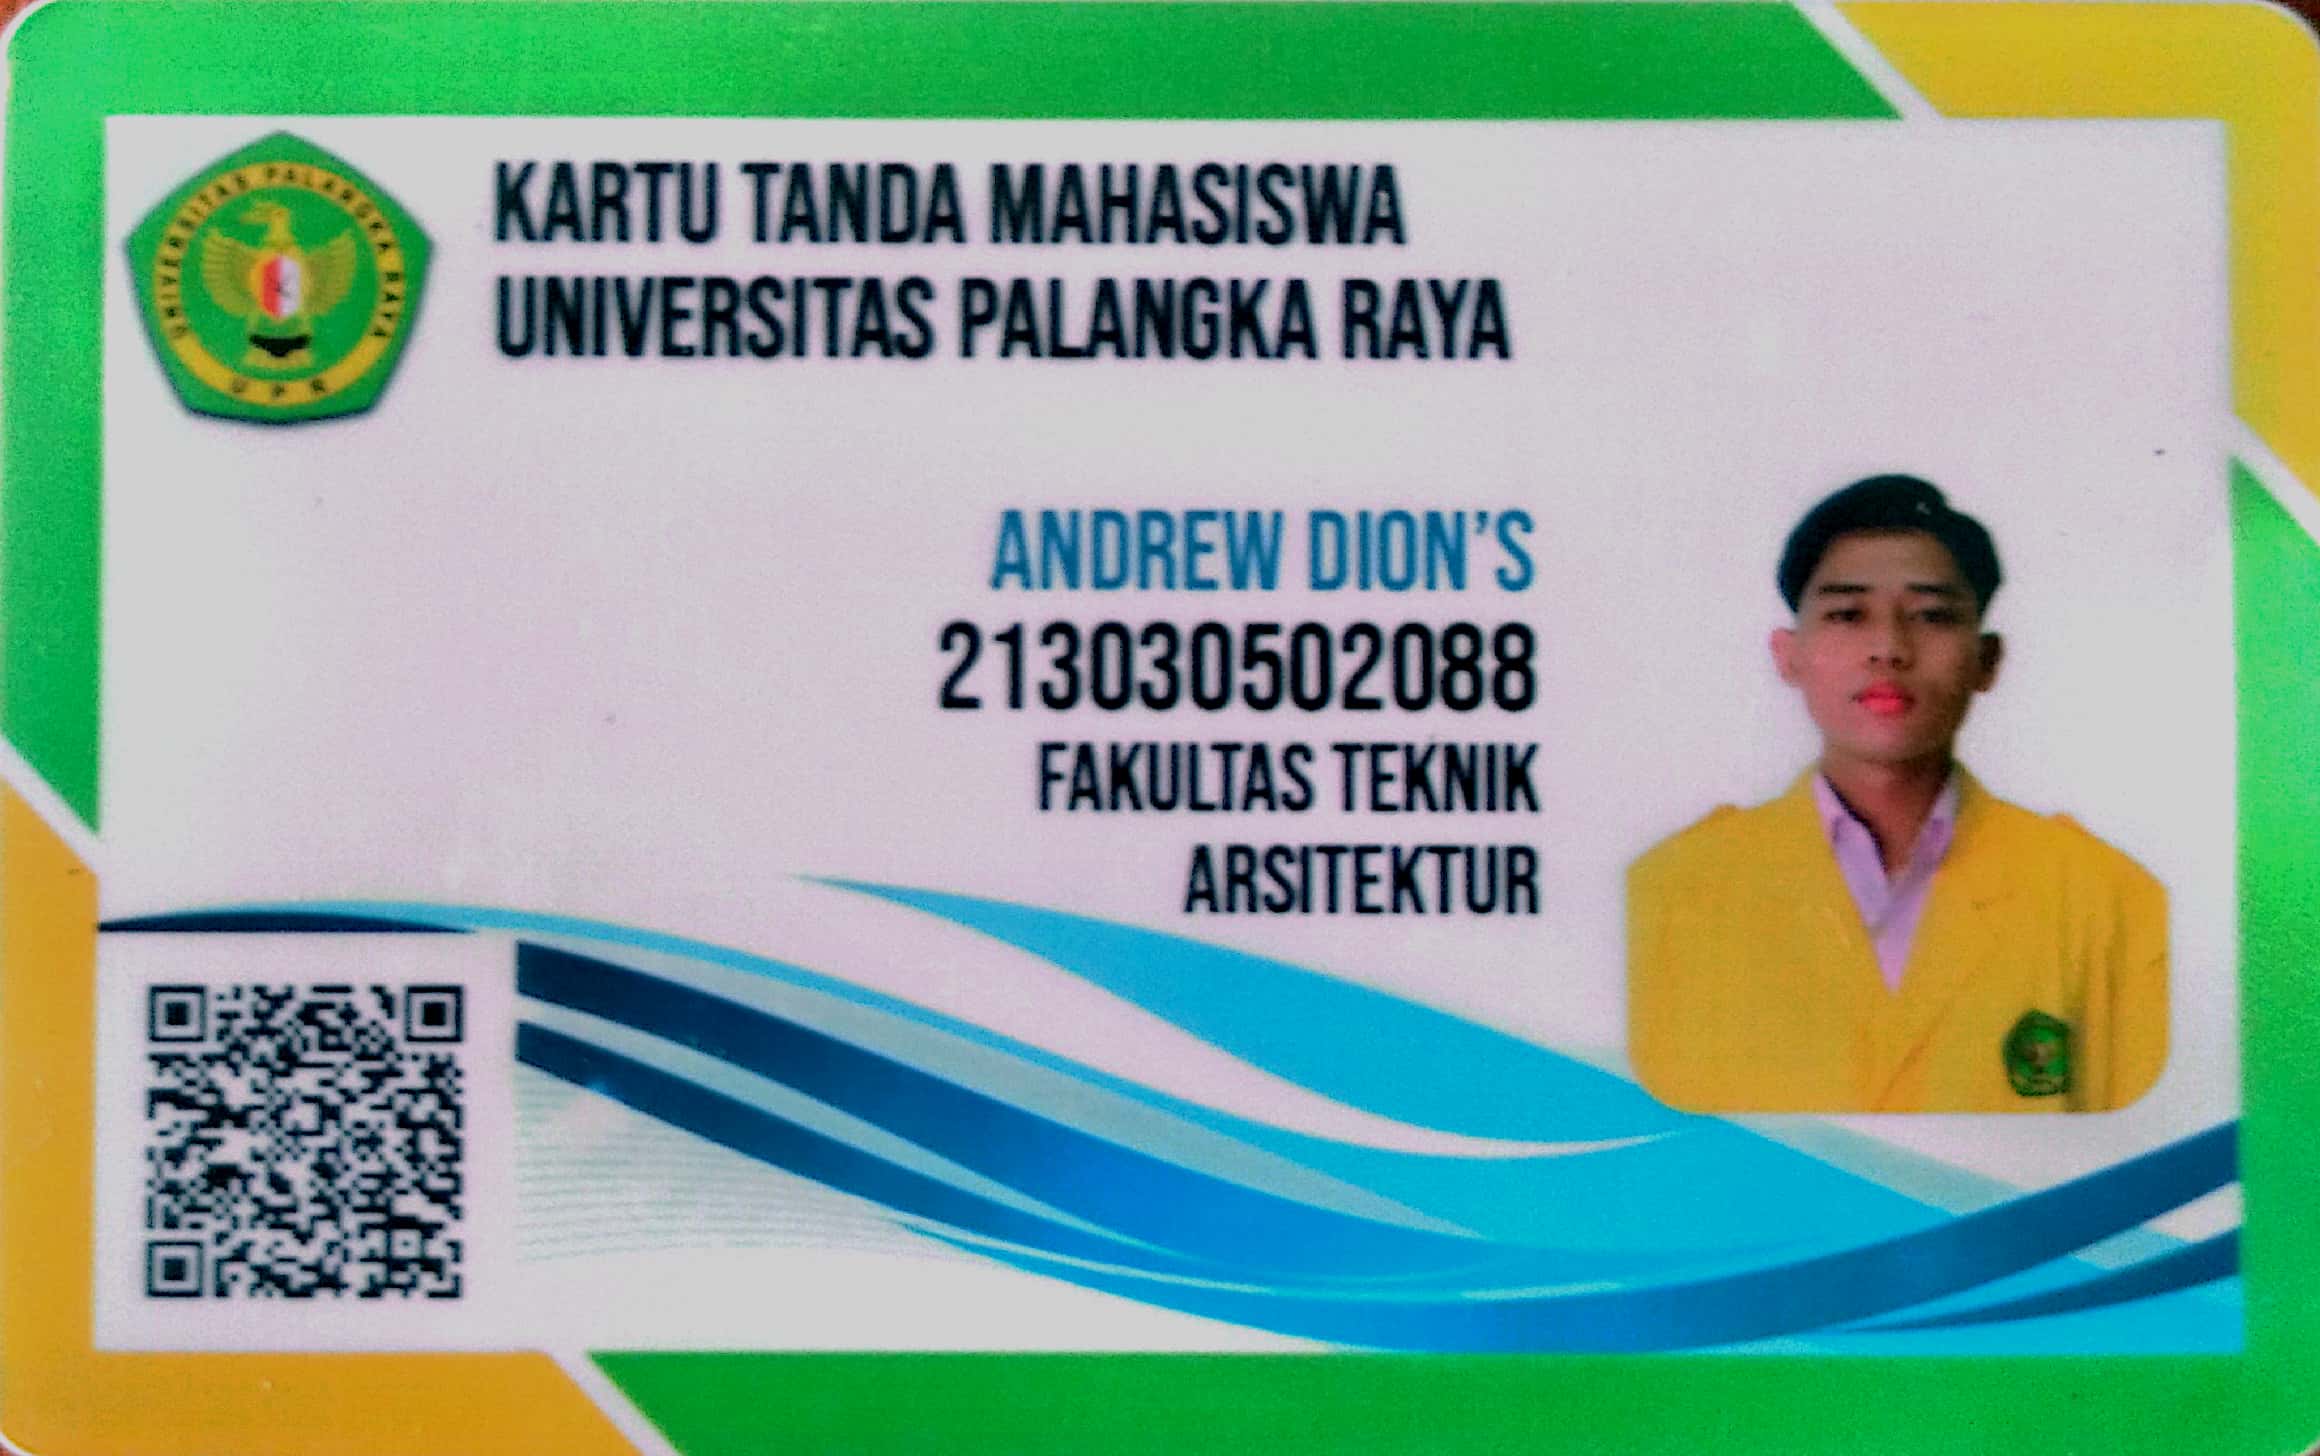 UNIVERSITAS PALANGKA RAYA
UPR
KARTU TANDA MAHASISWA
UNIVERSITAS PALANGKA RAYA
ANDREW DION'S
213030502088
FAKULTAS TEKNIK
ARSITEKTUR